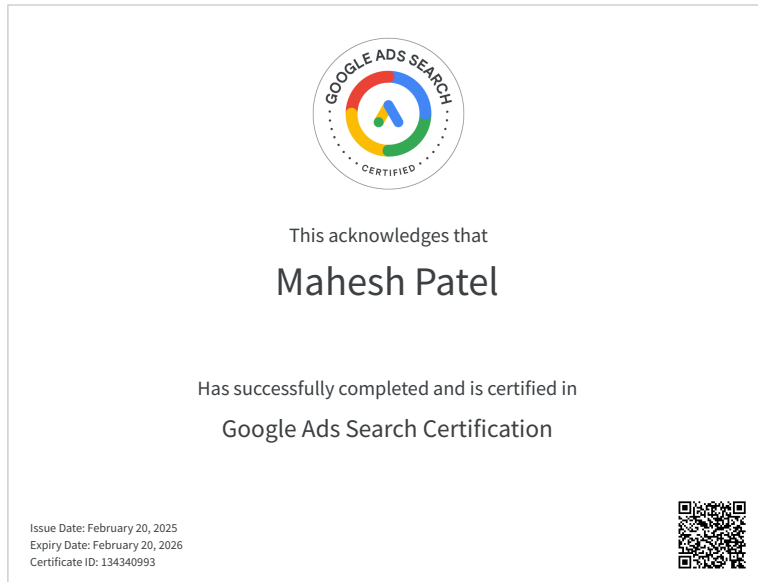 GOOGLE ADS SEARCH
CERTIFIED
This acknowledges that
Mahesh Patel
Has successfully completed and is certified in
Google Ads Search Certification
Issue Date: February 20, 2025
Expiry Date: February 20, 2026
Certificate ID: 134340993